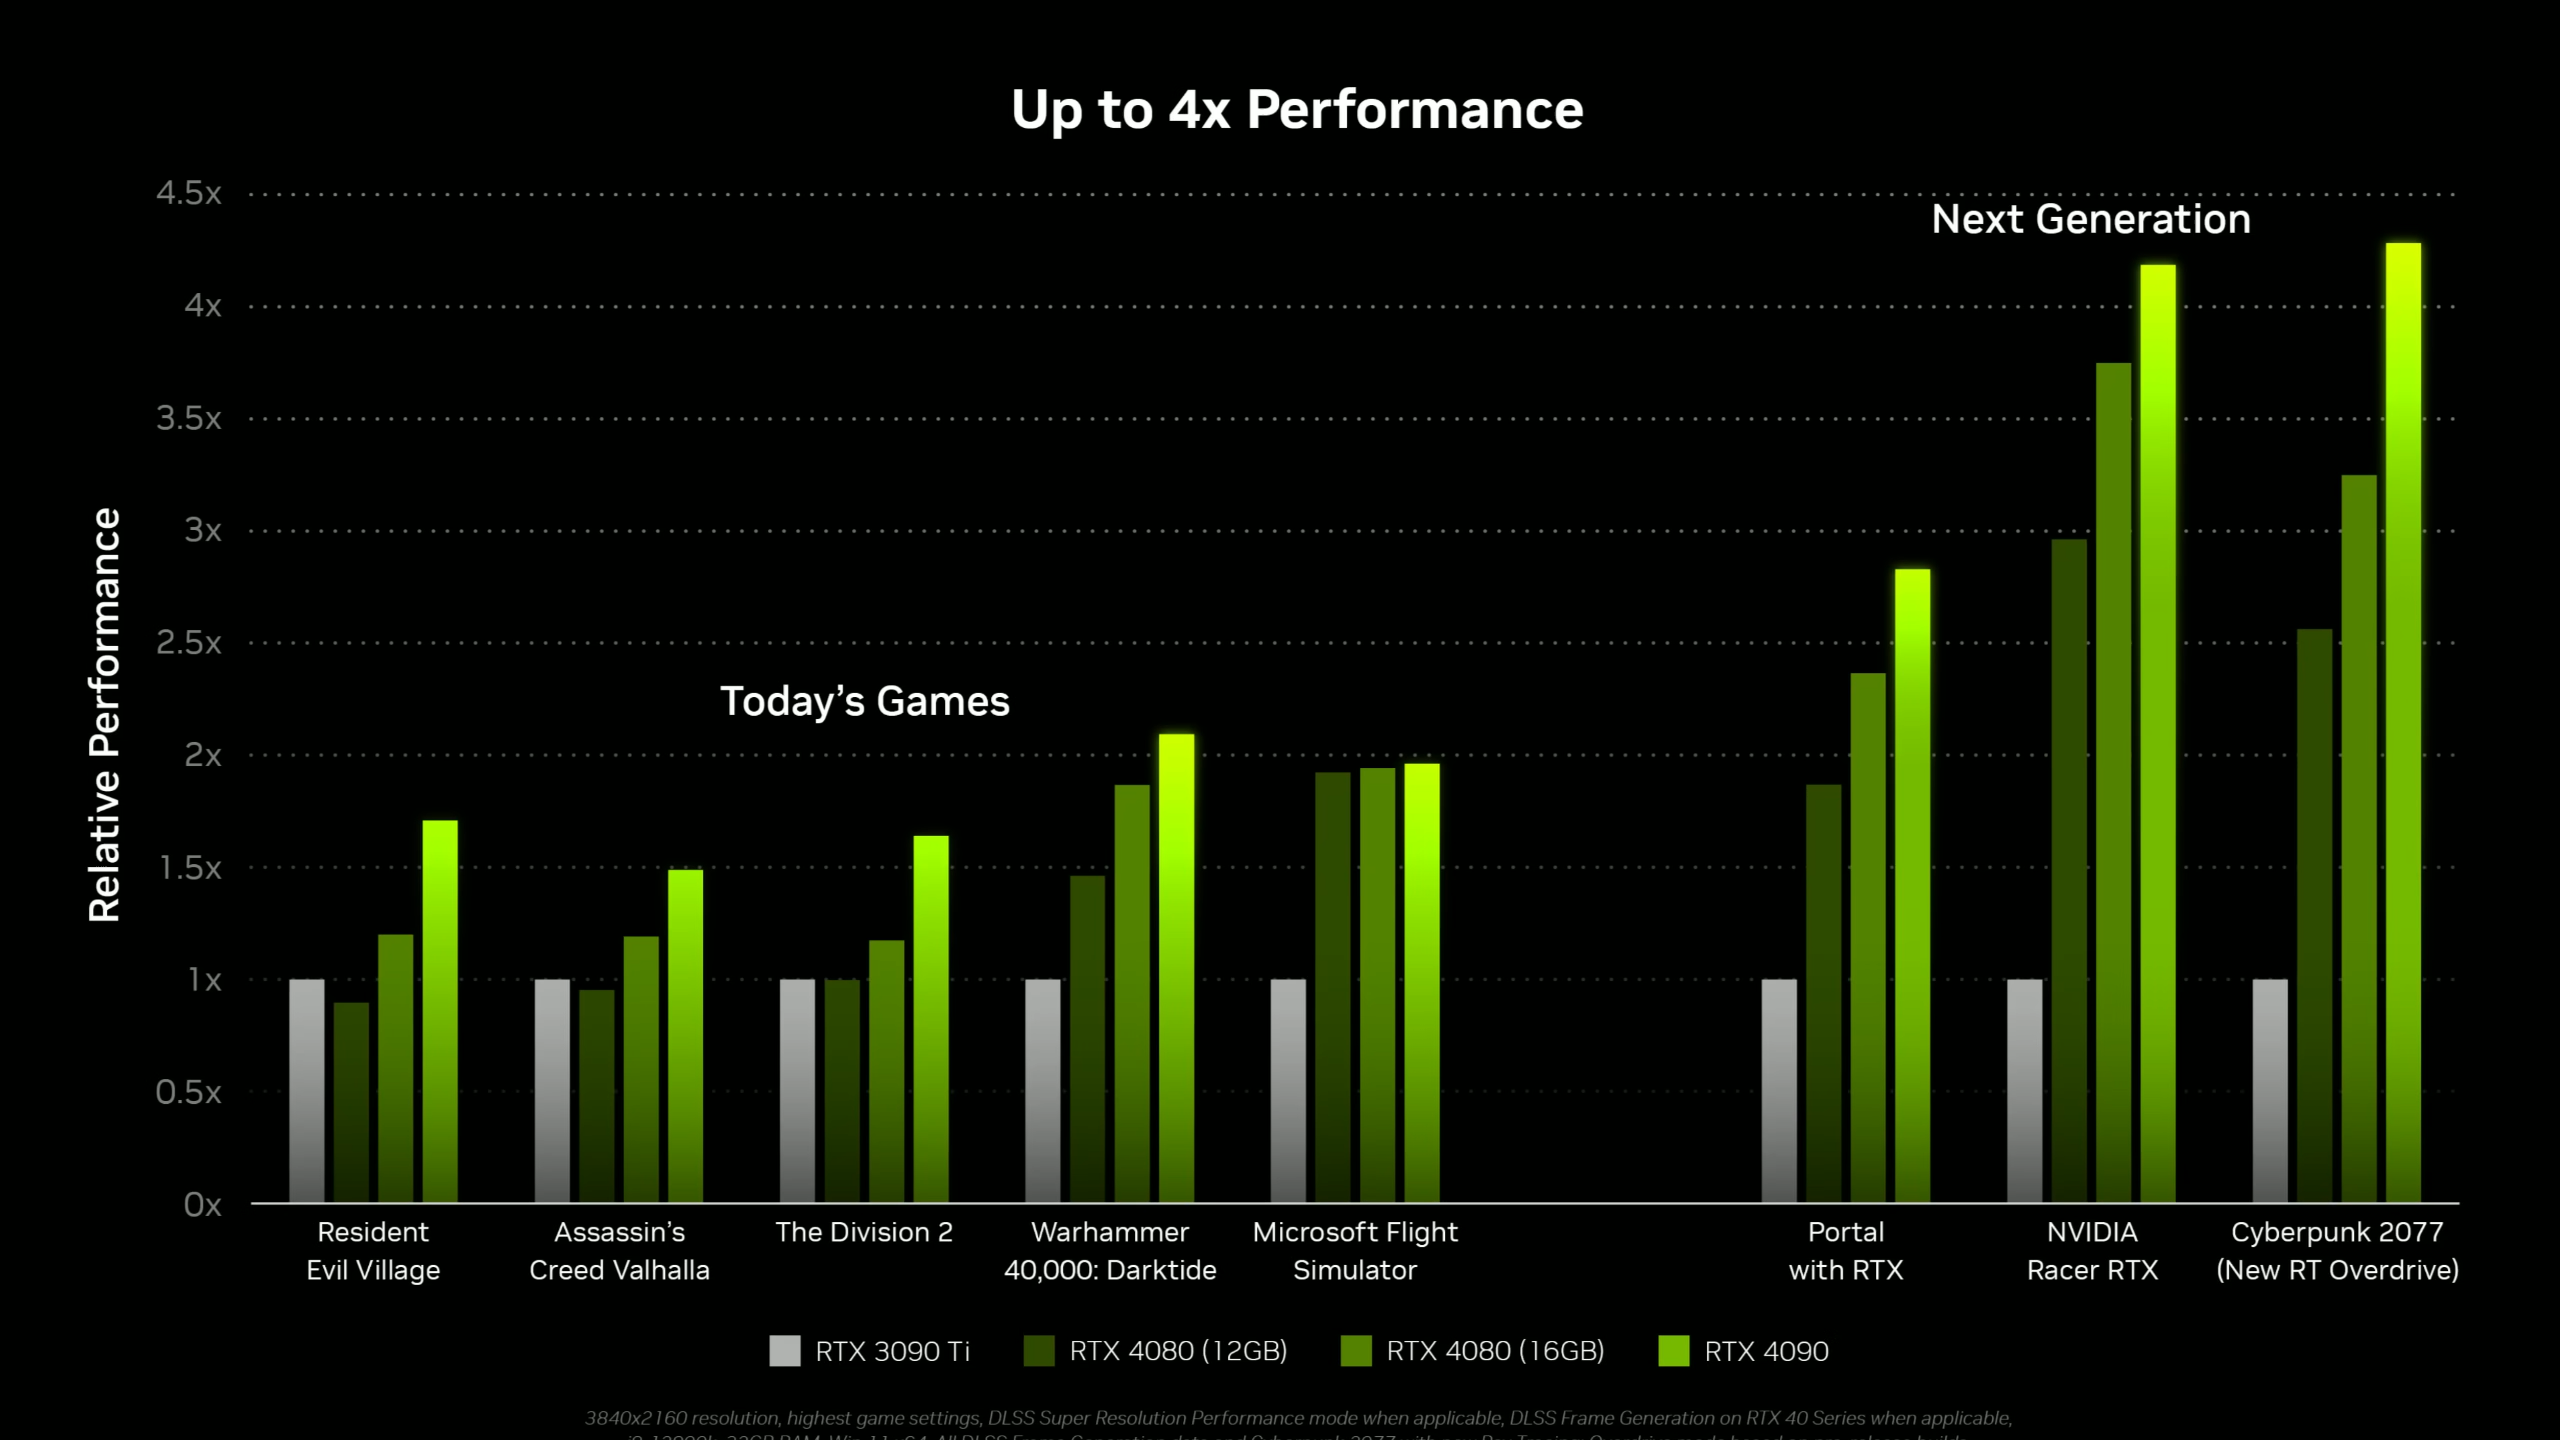 Up to 4x Performance
4.5x
Next Generation
4x
3.5x
3x
2.5x
Today’s Games
2x
1.5x
1x
0.5x
0x
Relative Performance
Resident
Evil Village
Assassin’s
Creed Valhalla
The Division 2
Warhammer
40,000: Darktide
Microsoft Flight
Simulator
Portal
with RTX
NVIDIA
Racer RTX
Cyberpunk 2077
(New RT Overdrive)
RTX 3090 Ti
RTX 4080 (12GB)
RTX 4080 (16GB)
RTX 4090
3840x2160 resolution, highest game settings, DLSS Super Resolution Performance mode when applicable, DLSS Frame Generation on RTX 40 Series when applicable,